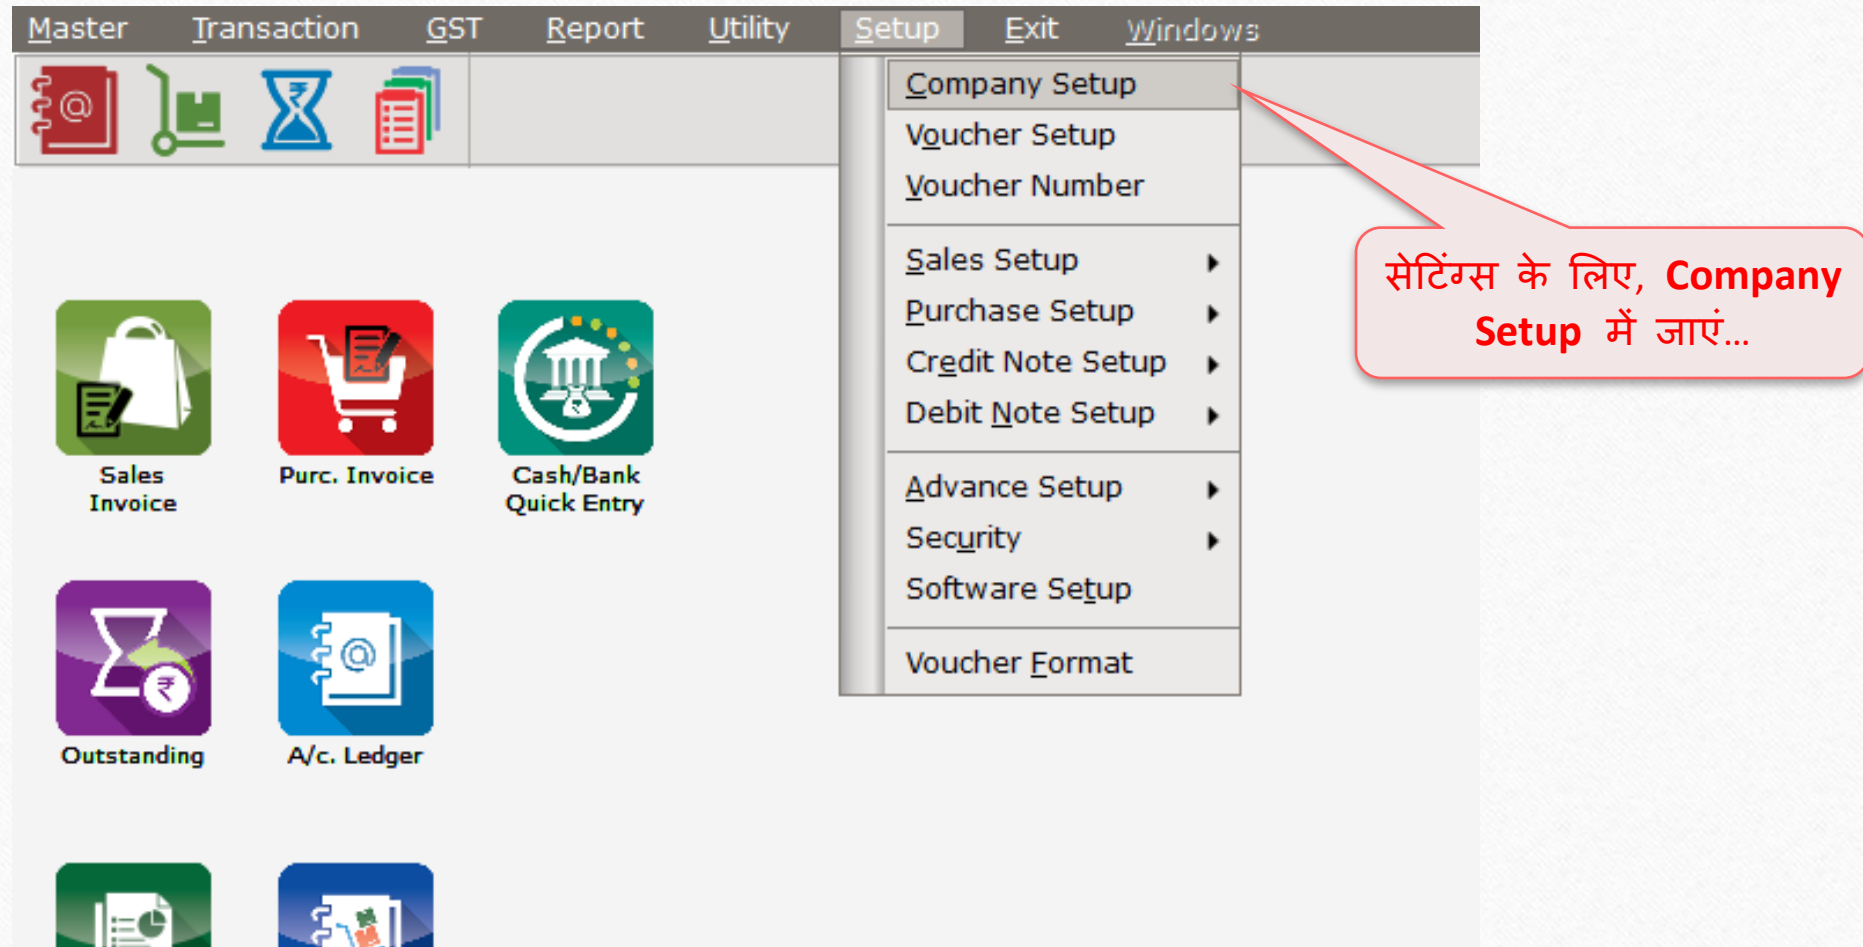 Master Transaction GST Report Utility Setup Exit Windows
Company Setup
Voucher Setup
Voucher Number
Sales Setup
Purchase Setup
Credit Note Setup
Debit Note Setup
Advance Setup
Security
Software Setup
Voucher Format
सेटिंग्स के लिए, Company
Setup में जाएं...
Sales
Invoice
Purc. Invoice
Cash/Bank
Quick Entry
Outstanding
A/c. Ledger